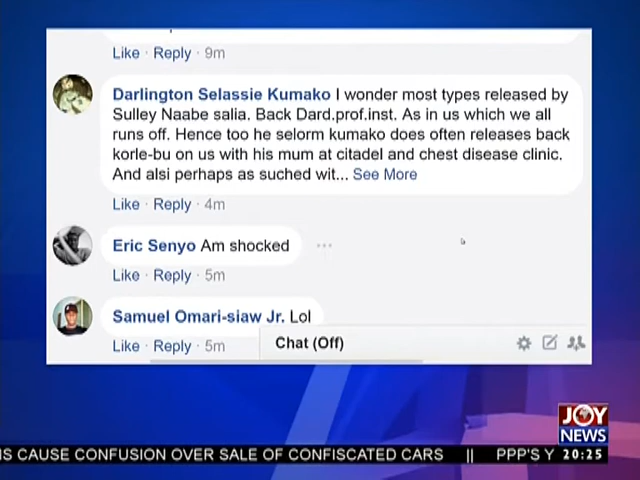 Like · Reply · 9m
Darlington Selassie Kumako I wonder most types released by
Sulley Naabe salia. Back Dard.prof.inst. As in us which we all
runs off. Hence too he selorm kumako does often releases back
korle-bu on us with his mum at citadel and chest disease clinic.
And alsi perhaps as suched wit... See More
Like · Reply · 4m
Eric Senyo Am shocked
Like · Reply · 5m
Samuel Omari-siaw Jr. Lol
Like · Reply · 5m
Chat (Off)
JOY
NEWS
IS CAUSE CONFUSION OVER SALE OF CONFISCATED CARS || PPP'S Y 20:25